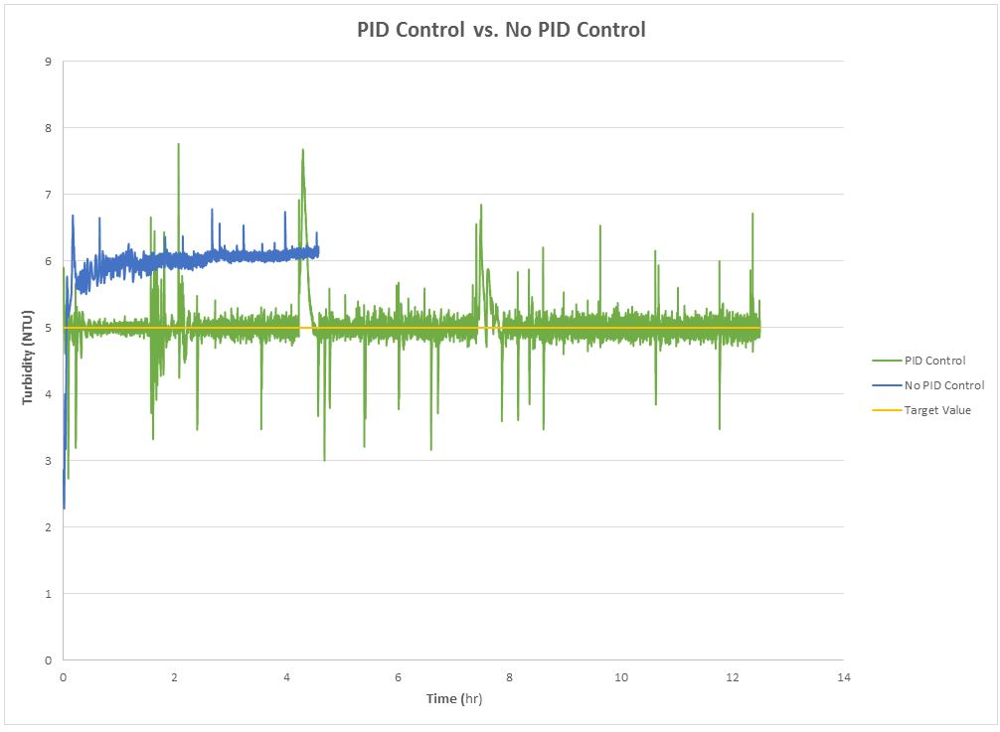 PID Control vs. No PID Control
9
8
7
6
5
4
3
2
1
0
Turbidity (NTU)
0 2 4 6 8 10 12 14
Time (hr)
PID Control
No PID Control
Target Value